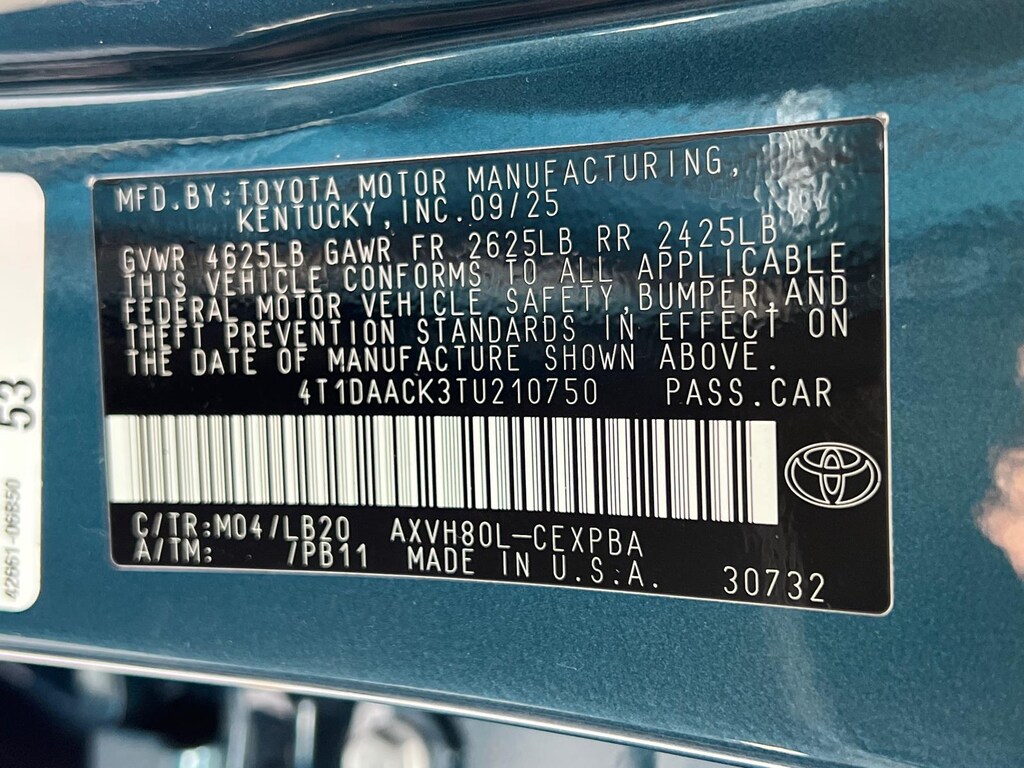 MFD.BY:TOYOTA MOTOR MANUFACTURING,
KENTUCKY, INC.09/25
GVWR 4625LB GAWR FR 2625LB RR 2425LB
THIS VEHICLE CONFORMS TO ALL APPLICABLE
FEDERAL MOTOR VEHICLE SAFETY,BUMPER,AND
THEFT PREVENTION STANDARDS IN EFFECT ON
THE DATE OF MANUFACTURE SHOWN ABOVE.
4T1DAACK3TU210750 PASS.CAR
C/TR:M04/LB20 AXVH80L-CEXPBA
A/TM: /PB11 MADE IN U.S.A.
30732
53
42661-06850